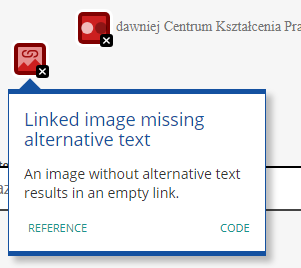 dawniej Centrum Kształcenia Pra
Linked image missing
alternative text
An image without alternative text
results in an empty link.
REFERENCE CODE